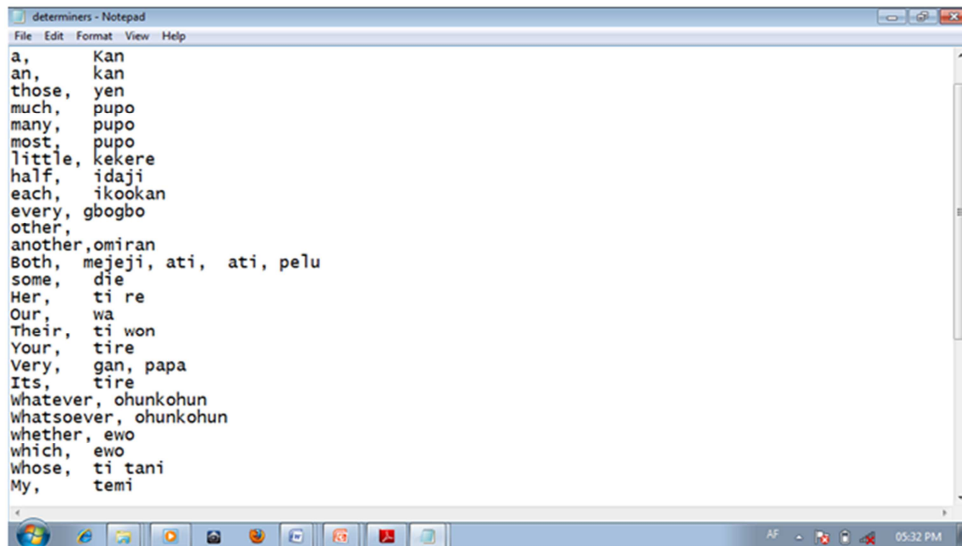 determiners - Notepad
File Edit Format View Help
a, Kan
an, kan
those, yen
much, pupo
many, pupo
most, pupo
little, kekere
half, idaji
each, ikookan
every, gbogbo
other,
another,omiran
Both, mejeji, ati, ati, pelu
some, die
Her, ti re
Our, wa
Their, ti won
Your, tire
Very, gan, papa
Its, tire
Whatever, ohunkohun
Whatsoever, ohunkohun
whether, ewo
which, ewo
Whose, ti tani
My, temi
AF 05:32 PM